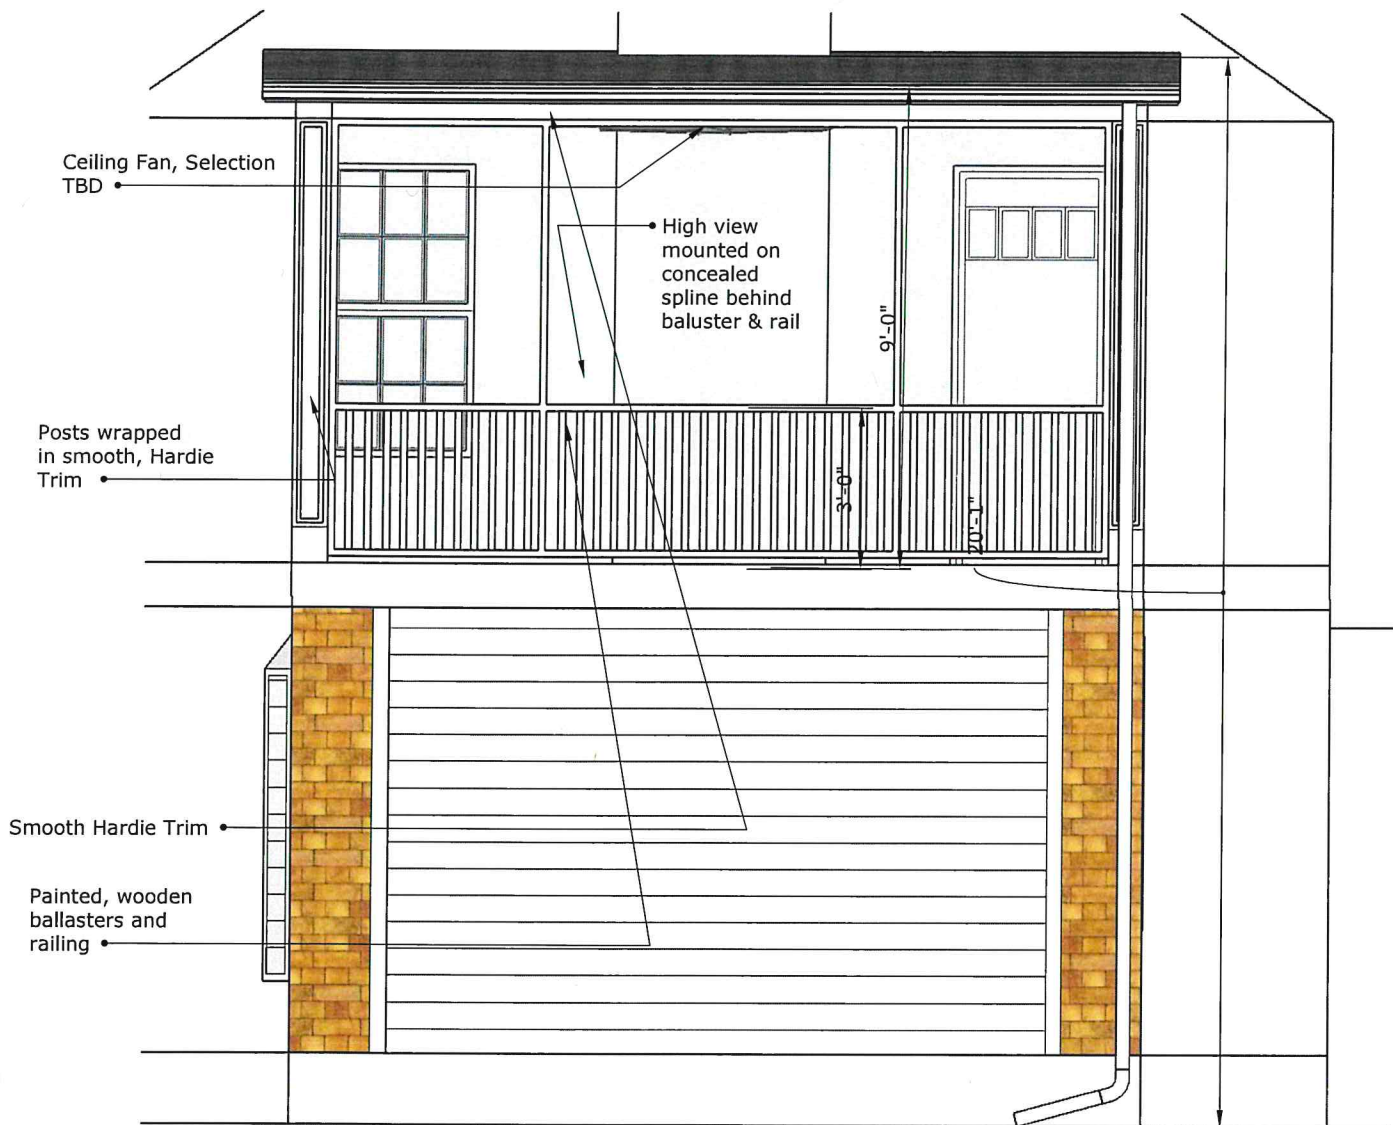 Ceiling Fan, Selection
TBD
High view
mounted on
concealed
spline behind
baluster & rail
9'-0"
Posts wrapped
in smooth, Hardie
Trim
3'-0"
20'-1"
Smooth Hardie Trim
Painted, wooden
ballasters and
railing